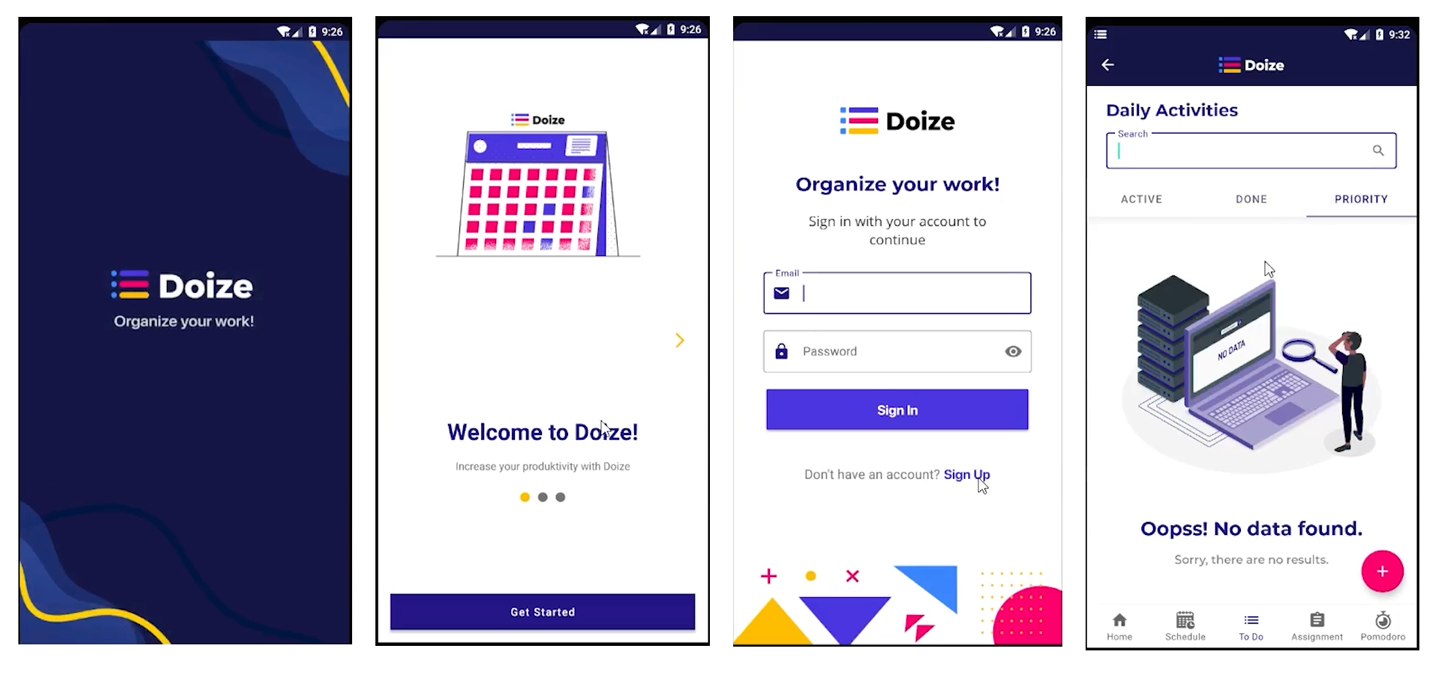 9:26
Doize
Organize your work!
9:26
Doize
Welcome to Doize!
Increase your produktivity with Doize
Get Started
9:26
Doize
Organize your work!
Sign in with your account to
continue
Email
Password
Sign In
Don't have an account? Sign Up
9:32
Doize
Daily Activities
Search
ACTIVE DONE PRIORITY
NO DATA
Oopss! No data found.
Sorry, there are no results.
+
Home Schedule To Do Assignment Pomodoro